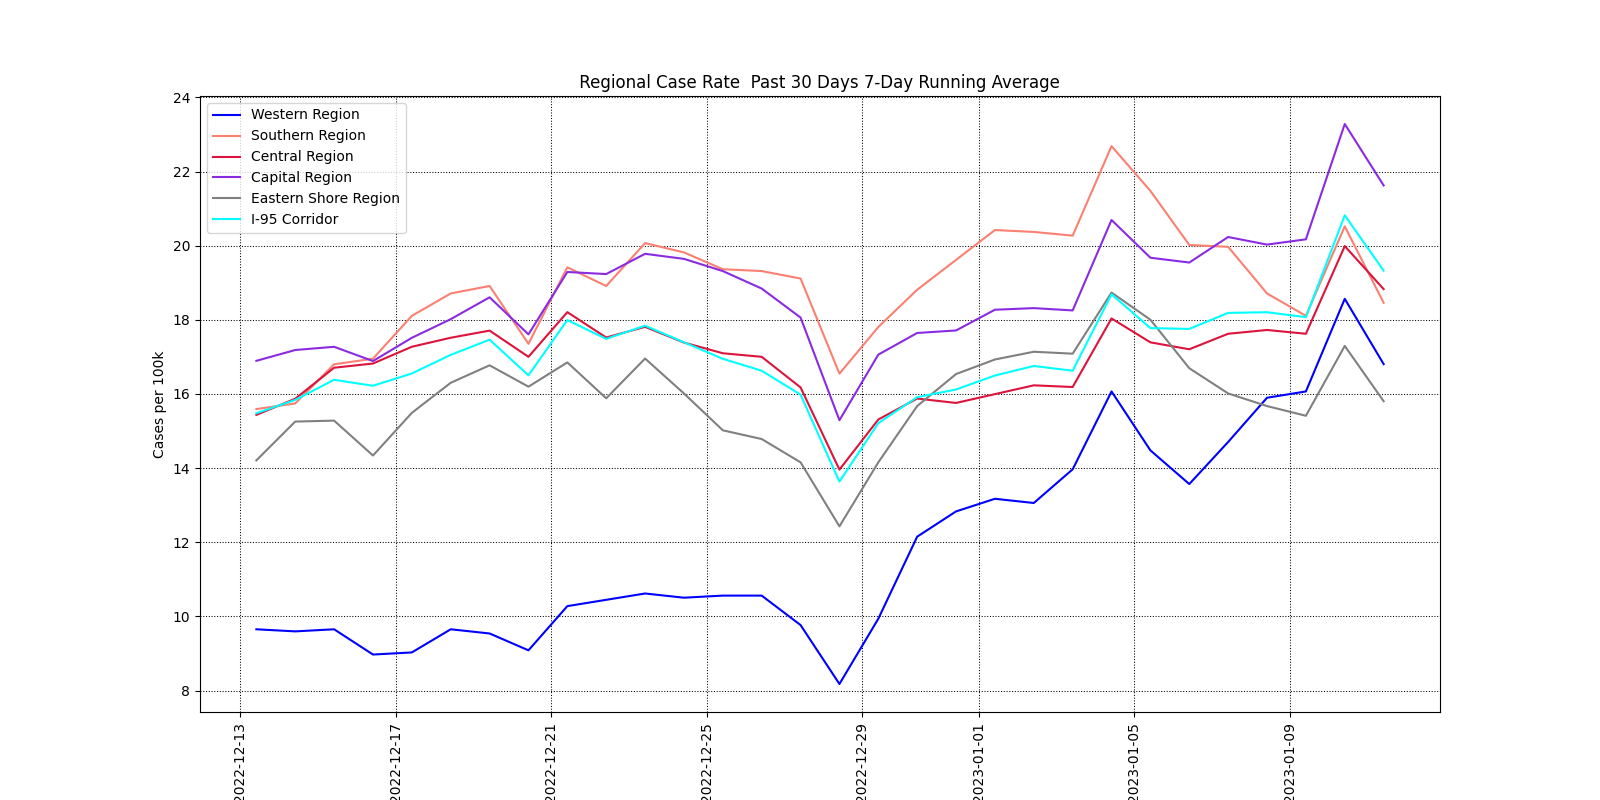 Regional Case Rate  Past 30 Days 7-Day Running Average
Cases per 100k
24
22
20
18
16
14
12
10
8
Western Region
Southern Region
Central Region
Capital Region
Eastern Shore Region
I-95 Corridor
2022-12-13
2022-12-17
2022-12-21
2022-12-25
2022-12-29
2023-01-01
2023-01-05
2023-01-09